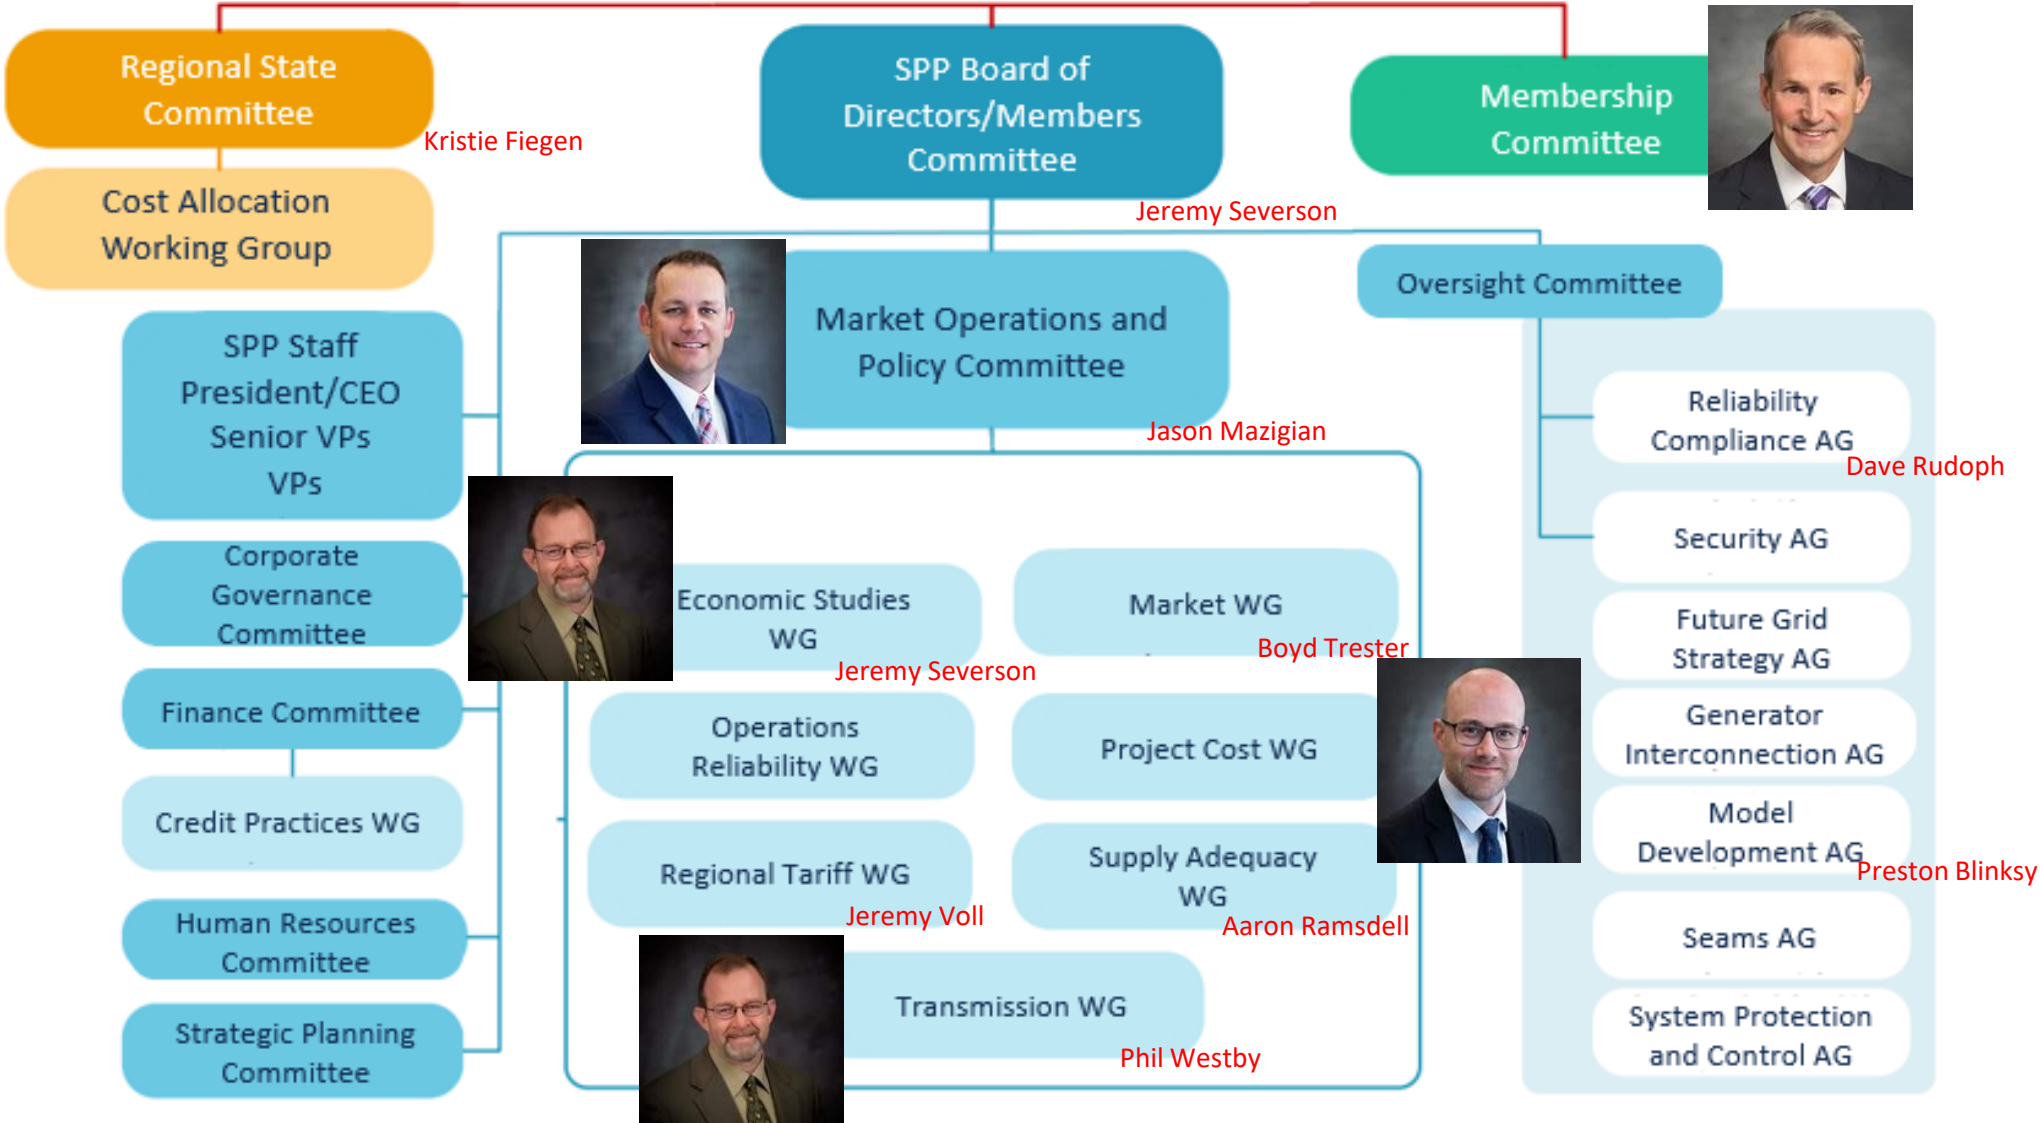 Regional State
Committee
Kristie Fiegen
Cost Allocation
Working Group
SPP Board of
Directors/Members
Committee
Jeremy Severson
Membership
Committee
Market Operations and
Policy Committee
Jason Mazigian
Oversight Committee
SPP Staff
President/CEO
Senior VPs
VPs
Corporate
Governance
Committee
Finance Committee
Credit Practices WG
Human Resources
Committee
Strategic Planning
Committee
Economic Studies
WG
Jeremy Severson
Market WG
Boyd Trester
Operations
Reliability WG
Project Cost WG
Regional Tariff WG
Jeremy Voll
Supply Adequacy
WG
Aaron Ramsdell
Transmission WG
Phil Westby
Reliability
Compliance AG
Dave Rudoph
Security AG
Future Grid
Strategy AG
Generator
Interconnection AG
Model
Development AG
Preston Blinksy
Seams AG
System Protection
and Control AG